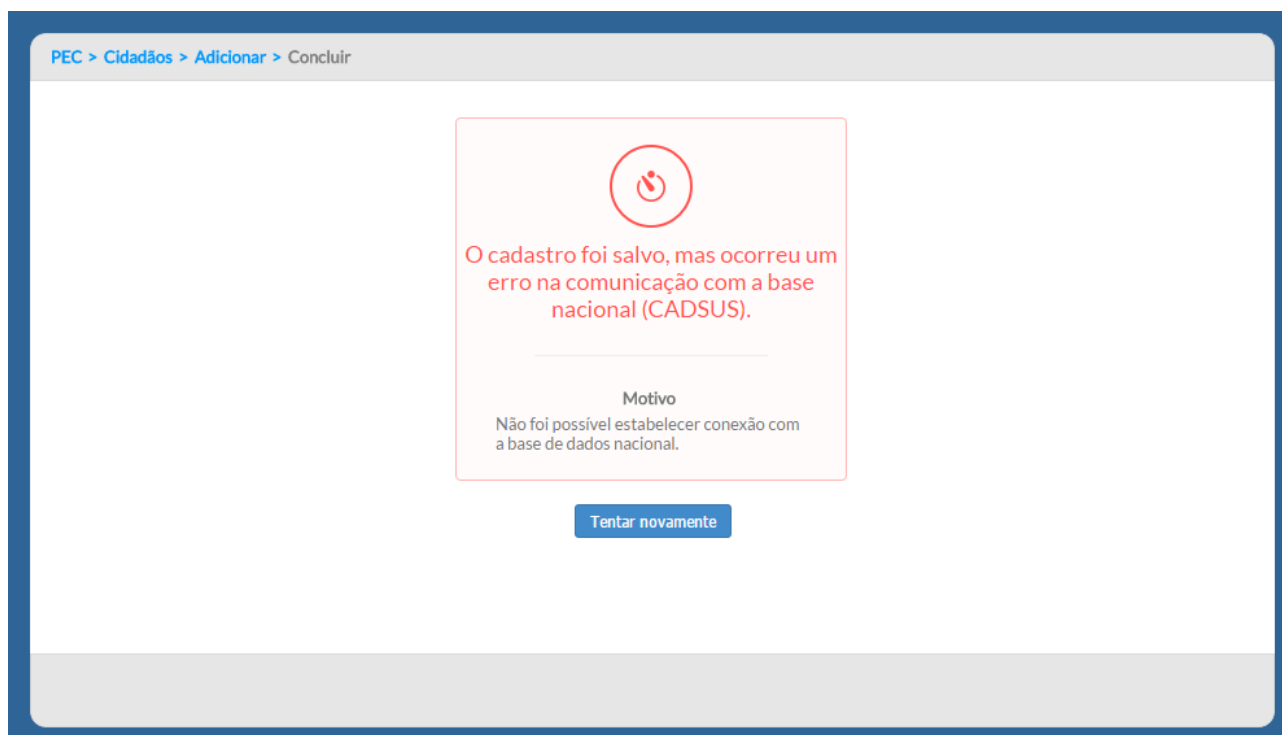 PEC > Cidadãos > Adicionar > Concluir
O cadastro foi salvo, mas ocorreu um
erro na comunicação com a base
nacional (CADSUS).
Motivo
Não foi possível estabelecer conexão com
a base de dados nacional.
Tentar novamente